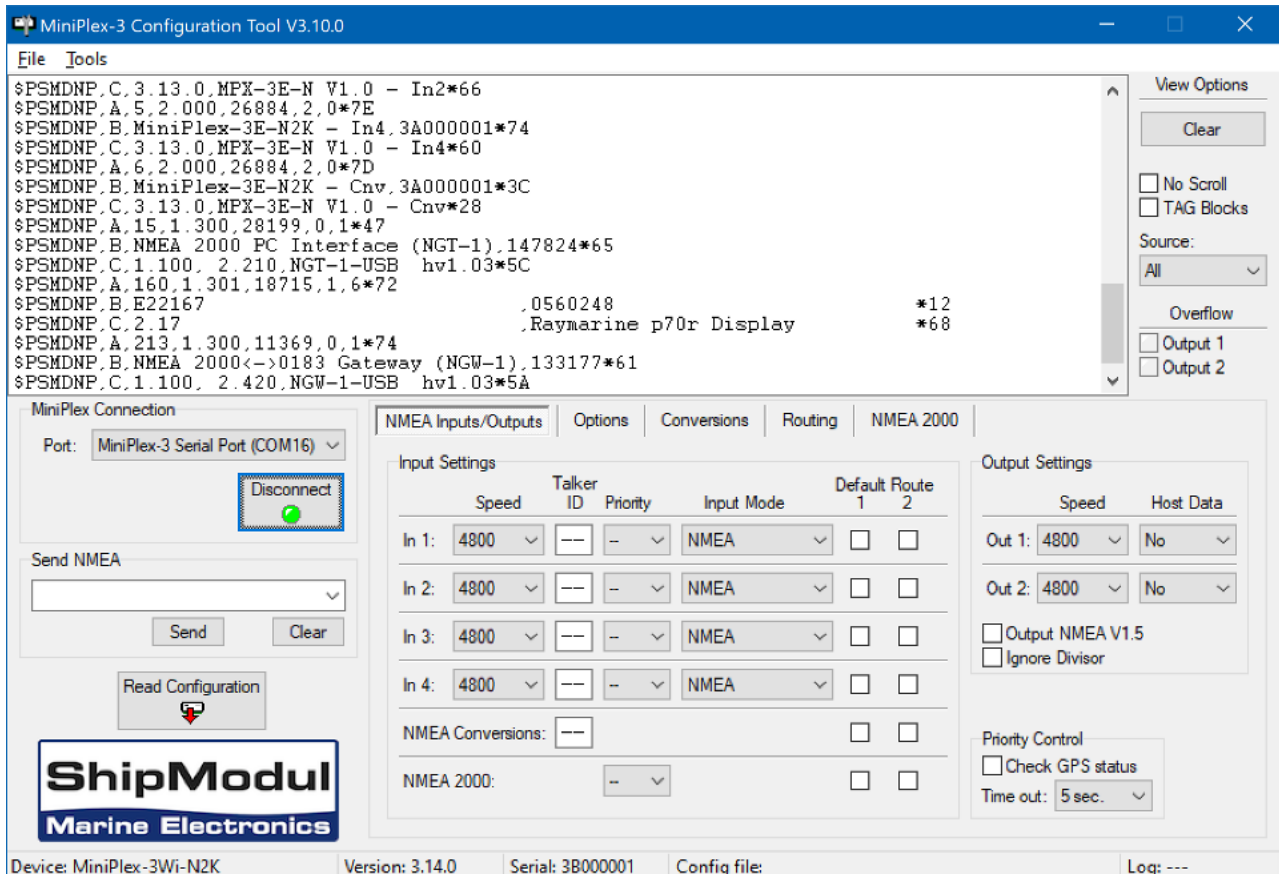 MiniPlex-3 Configuration Tool V3.10.0
File Tools
$PSMDNP,C,3.13.0,MPX-3E-N V1.0 - In2*66
$PSMDNP,A,5,2.000,26884,2,0*7E
$PSMDNP,B,MiniPlex-3E-N2K - In4,3A000001*74
$PSMDNP,C,3.13.0,MPX-3E-N V1.0 - In4*60
$PSMDNP,A,6,2.000,26884,2,0*7D
$PSMDNP,B,MiniPlex-3E-N2K - Cnv,3A000001*3C
$PSMDNP,C,3.13.0,MPX-3E-N V1.0 - Cnv*28
$PSMDNP,A,15,1.300,28199,0,1*47
$PSMDNP,B,NMEA 2000 PC Interface (NGT-1),147824*65
$PSMDNP,C,1.100, 2.210,NGT-1-USB  hv1.03*5C
$PSMDNP,A,160,1.301,18715,1,6*72
$PSMDNP,B,E22167 ,0560248 *12
$PSMDNP,C,2.17 ,Raymarine p70r Display *68
$PSMDNP,A,213,1.300,11369,0,1*74
$PSMDNP,B,NMEA 2000<->0183 Gateway (NGW-1),133177*61
$PSMDNP,C,1.100, 2.420,NGW-1-USB  hv1.03*5A
View Options
Clear
No Scroll
TAG Blocks
Source:
All
Overflow
Output 1
Output 2
MiniPlex Connection
Port: MiniPlex-3 Serial Port (COM16)
Disconnect
Send NMEA
Send Clear
Read Configuration
ShipModul
Marine Electronics
NMEA Inputs/Outputs Options Conversions Routing NMEA 2000
Input Settings
Speed Talker ID Priority Input Mode Default Route 1 2
In 1: 4800 -- -- NMEA
In 2: 4800 -- -- NMEA
In 3: 4800 -- -- NMEA
In 4: 4800 -- -- NMEA
NMEA Conversions: --
NMEA 2000: --
Output Settings
Speed Host Data
Out 1: 4800 No
Out 2: 4800 No
Output NMEA V1.5
Ignore Divisor
Priority Control
Check GPS status
Time out: 5 sec.
Device: MiniPlex-3Wi-N2K Version: 3.14.0 Serial: 3B000001 Config file: Log: ---